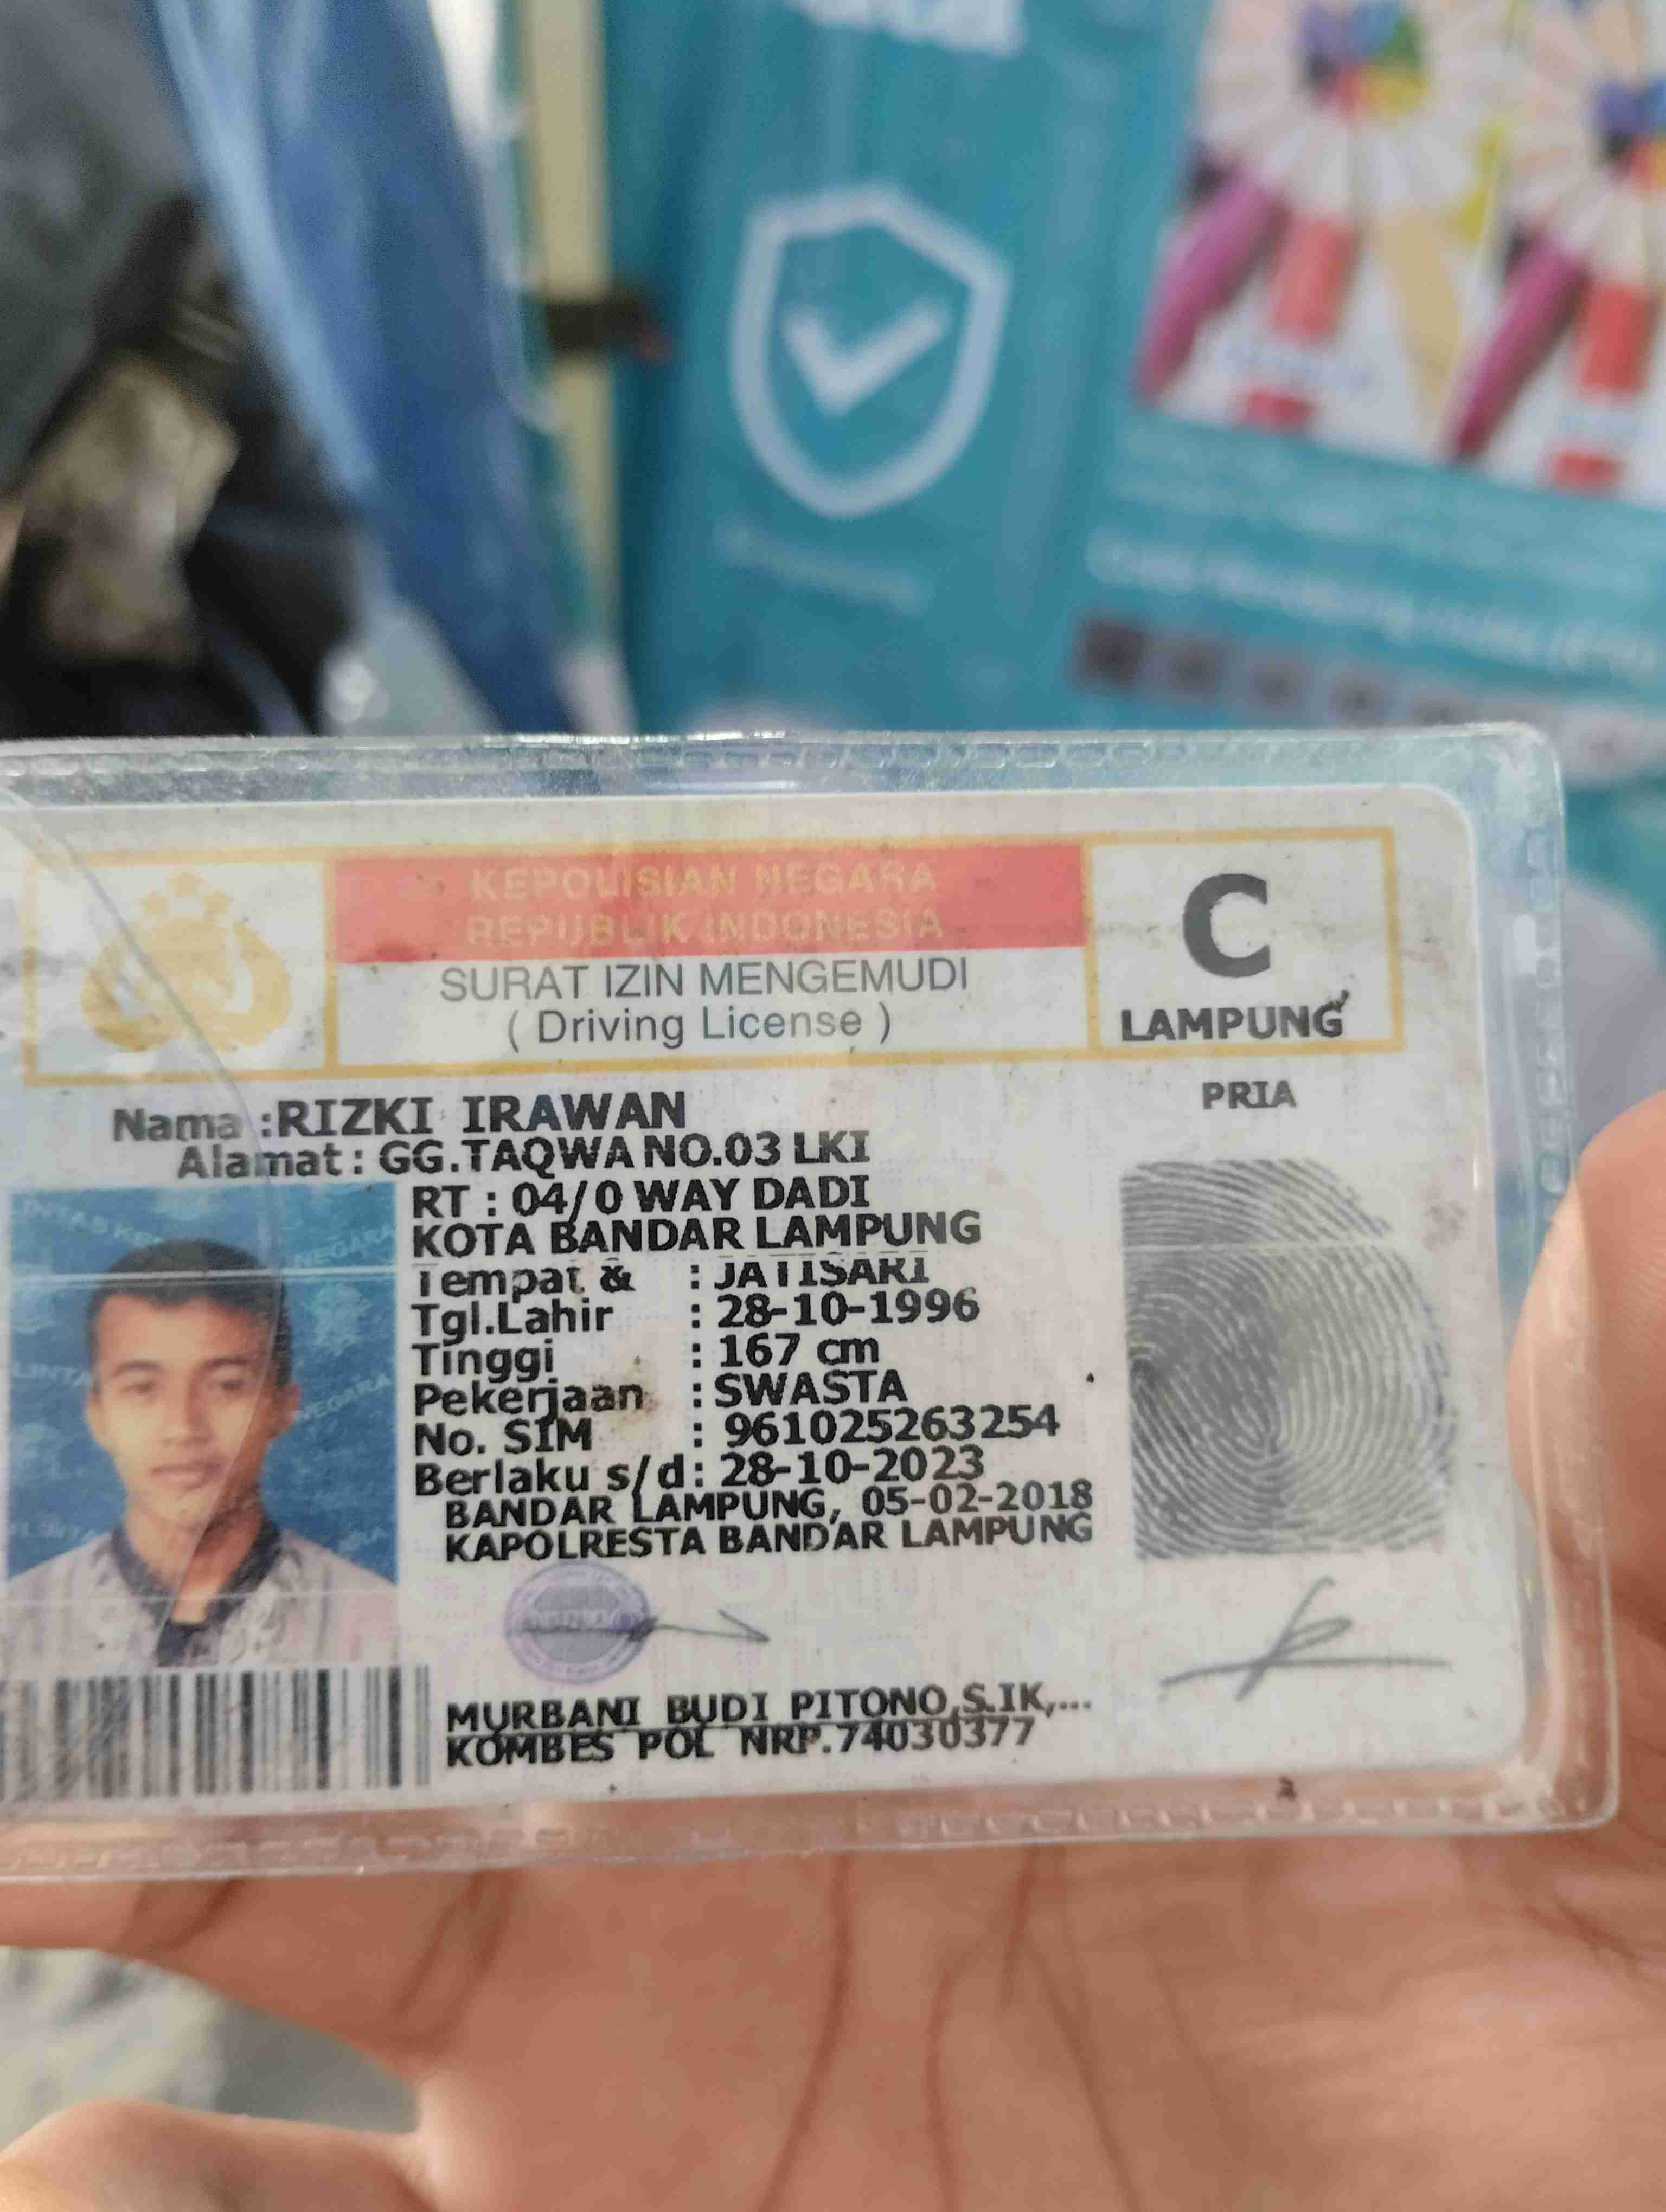 KEPOLISIAN NEGARA
REPUBLIK INDONESIA
SURAT IZIN MENGEMUDI
( Driving License )
C
LAMPUNG
PRIA
Nama :RIZKI IRAWAN
Alamat: GG.TAQWA NO.03 LKI
RT : 04/0 WAY DADI
KOTA BANDAR LAMPUNG
Tempat & : JATISARI
Tgl.Lahir : 28-10-1996
Tinggi : 167 cm
Pekerjaan : SWASTA
No. SIM : 961025263254
Berlaku s/d: 28-10-2023
BANDAR LAMPUNG, 05-02-2018
KAPOLRESTA BANDAR LAMPUNG
MURBANI BUDI PITONO,S.IK,...
KOMBES POL NRP.74030377